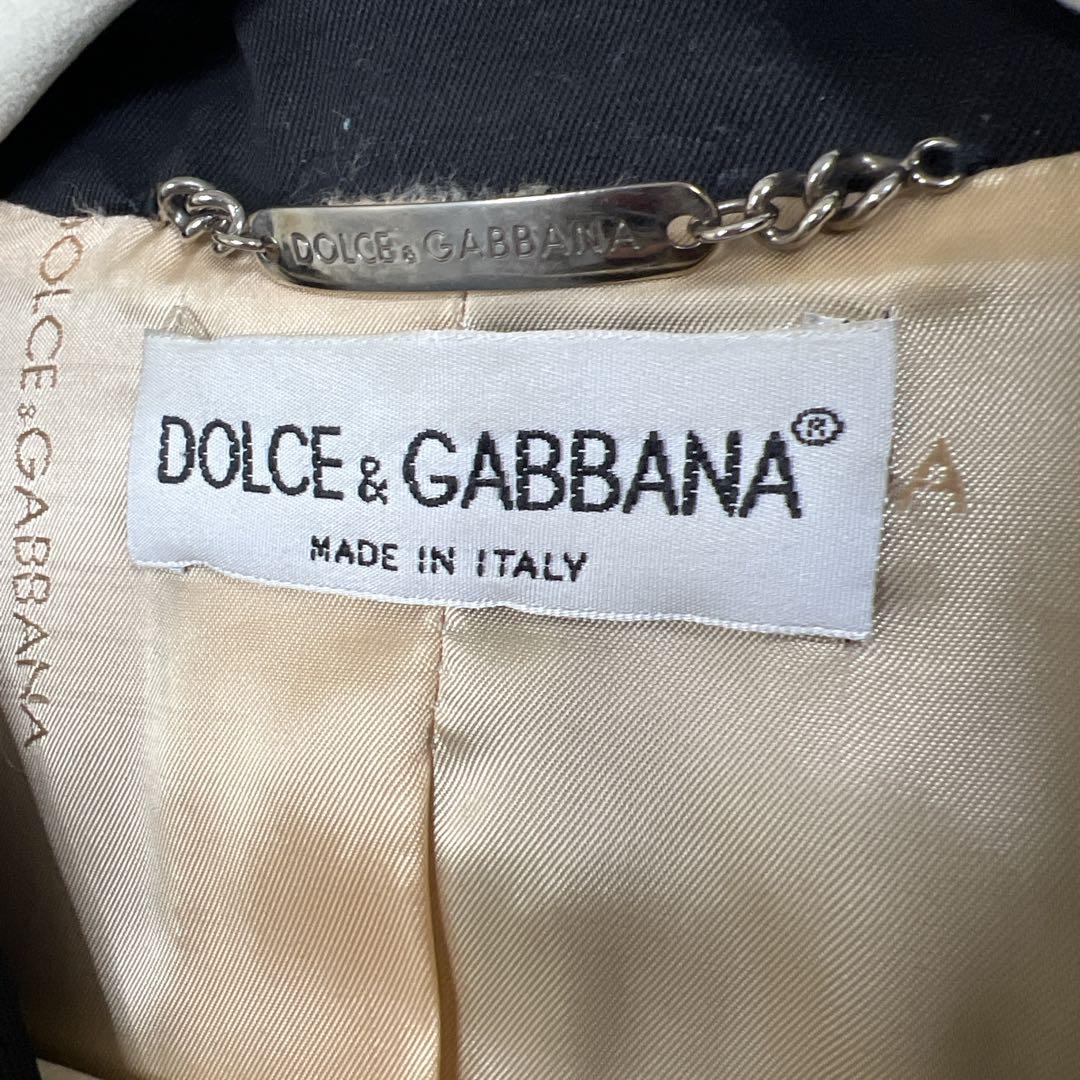 DOLCE & GABBANA
DOLCE & GABBANA®
MADE IN ITALY
DOLCE & GABBANA
A